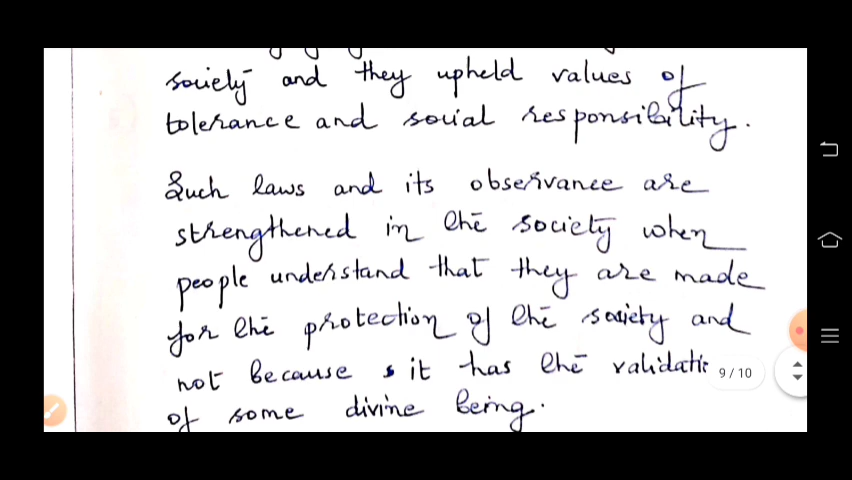 society and they upheld values of
tolerance and social responsibility.
Such laws and its observance are
strengthened in the society when
people understand that they are made
for the protection of the society and
not because it has the validati
of some divine being.
9 / 10